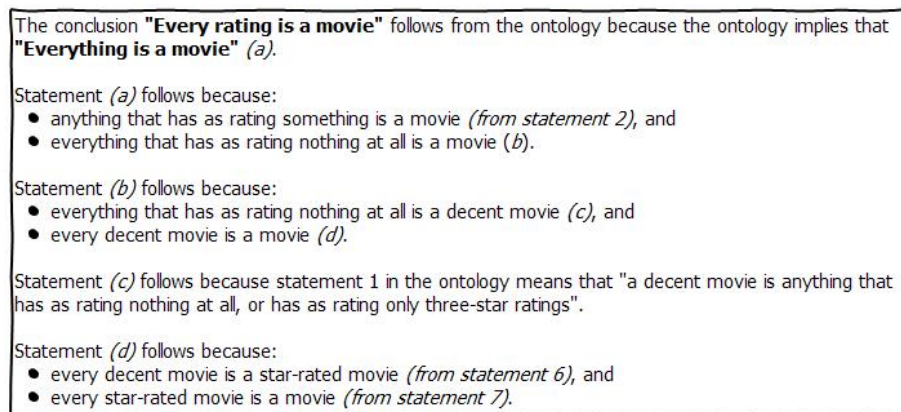 The conclusion "Every rating is a movie" follows from the ontology because the ontology implies that
"Everything is a movie" (a).
Statement (a) follows because:
• anything that has as rating something is a movie (from statement 2), and
• everything that has as rating nothing at all is a movie (b).
Statement (b) follows because:
• everything that has as rating nothing at all is a decent movie (c), and
• every decent movie is a movie (d).
Statement (c) follows because statement 1 in the ontology means that "a decent movie is anything that
has as rating nothing at all, or has as rating only three-star ratings".
Statement (d) follows because:
• every decent movie is a star-rated movie (from statement 6), and
• every star-rated movie is a movie (from statement 7).